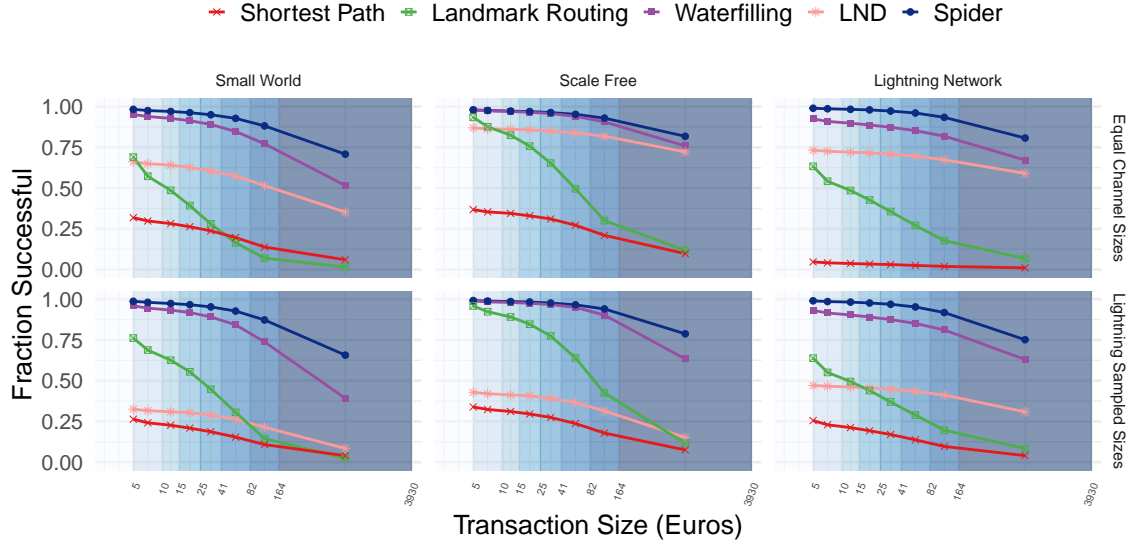 Shortest Path Landmark Routing Waterfilling LND Spider
Small World Scale Free Lightning Network
1.00
0.75
0.50
0.25
0.00
Equal Channel Sizes
1.00
0.75
0.50
0.25
0.00
Lightning Sampled Sizes
Fraction Successful
5 10 15 25 41 82 164 3930 5 10 15 25 41 82 164 3930 5 10 15 25 41 82 164 3930
Transaction Size (Euros)